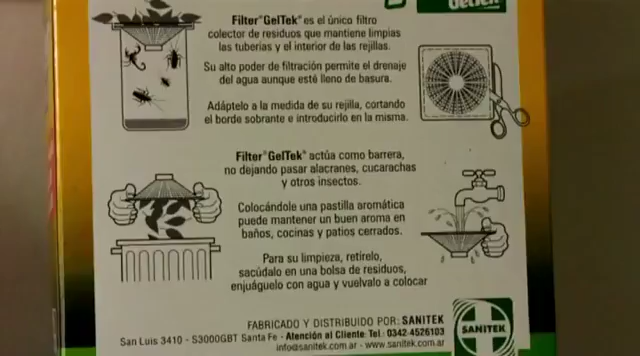 GelTek
Filter®GelTek® es el único filtro
colector de residuos que mantiene limpias
las tuberías y el interior de las rejillas.
Su alto poder de filtración permite el drenaje
del agua aunque esté lleno de basura.
Adáptelo a la medida de su rejilla, cortando
el borde sobrante e introducirlo en la misma.
Filter®GelTek® actúa como barrera,
no dejando pasar alacranes, cucarachas
y otros insectos.
Colocándole una pastilla aromática
puede mantener un buen aroma en
baños, cocinas y patios cerrados.
Para su limpieza, retírelo,
sacúdalo en una bolsa de residuos,
enjuáguelo con agua y vuelvalo a colocar
FABRICADO Y DISTRIBUIDO POR: SANITEK
San Luis 3410 - S3000GBT Santa Fe - Atención al Cliente Tel: 0342-4526103
info@sanitek.com.ar - www.sanitek.com.ar
SANITEK